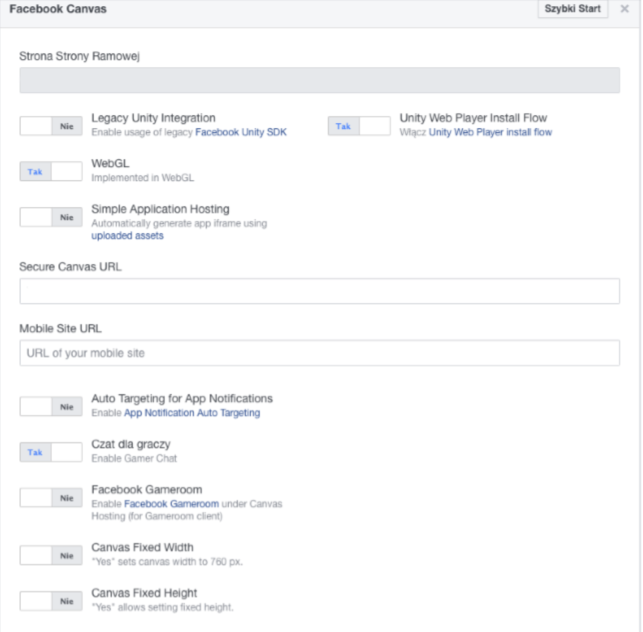 Facebook Canvas
Szybki Start
Strona Strony Ramowej
Nie
Legacy Unity Integration
Enable usage of legacy Facebook Unity SDK
Tak
Unity Web Player Install Flow
Włącz Unity Web Player install flow
Tak
WebGL
Implemented in WebGL
Nie
Simple Application Hosting
Automatically generate app iframe using
uploaded assets
Secure Canvas URL
Mobile Site URL
URL of your mobile site
Nie
Auto Targeting for App Notifications
Enable App Notification Auto Targeting
Tak
Czat dla graczy
Enable Gamer Chat
Nie
Facebook Gameroom
Enable Facebook Gameroom under Canvas
Hosting (for Gameroom client)
Nie
Canvas Fixed Width
"Yes" sets canvas width to 760 px.
Nie
Canvas Fixed Height
"Yes" allows setting fixed height.